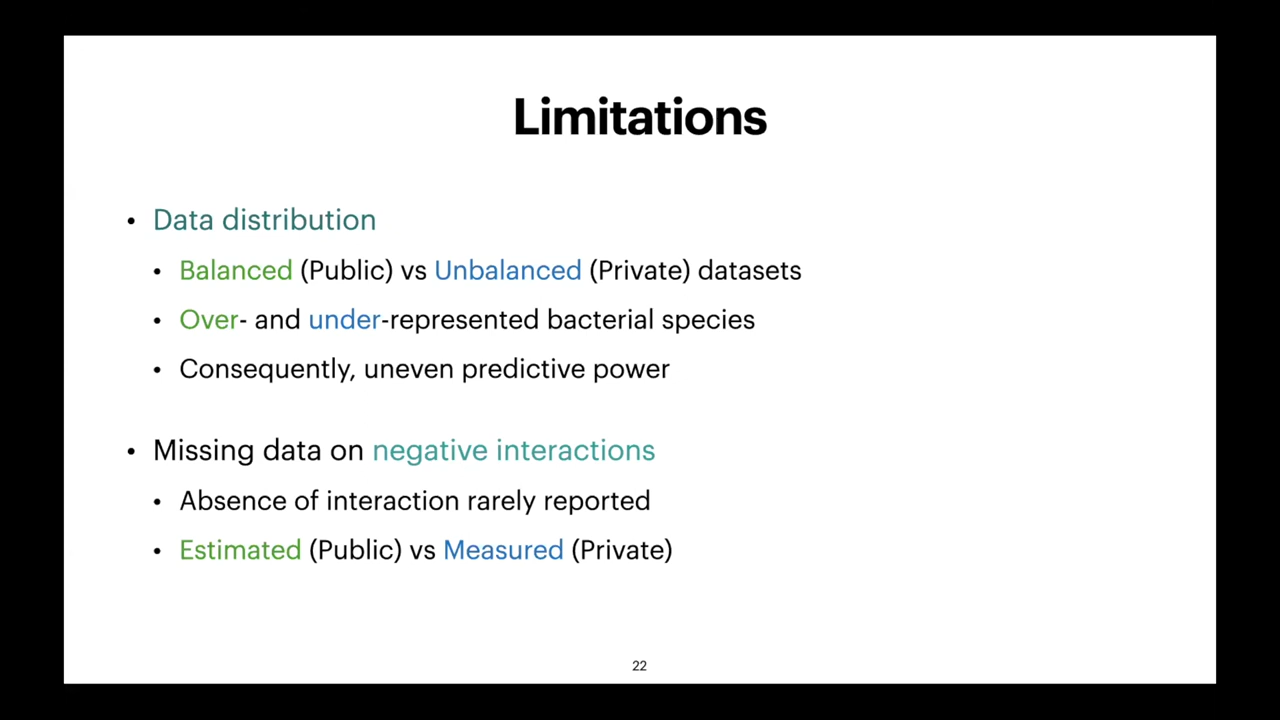 Limitations
• Data distribution
• Balanced (Public) vs Unbalanced (Private) datasets
• Over- and under-represented bacterial species
• Consequently, uneven predictive power
• Missing data on negative interactions
• Absence of interaction rarely reported
• Estimated (Public) vs Measured (Private)
22